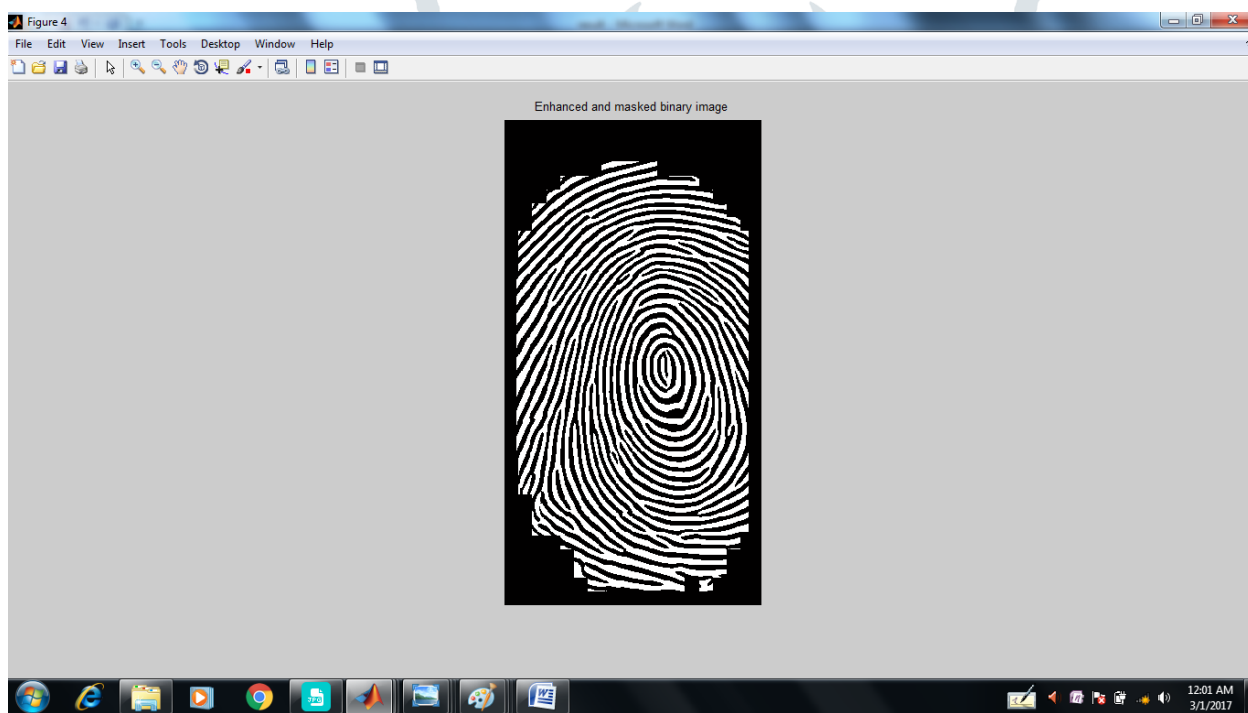 Figure 4
File Edit View Insert Tools Desktop Window Help
Enhanced and masked binary image
12:01 AM
3/1/2017